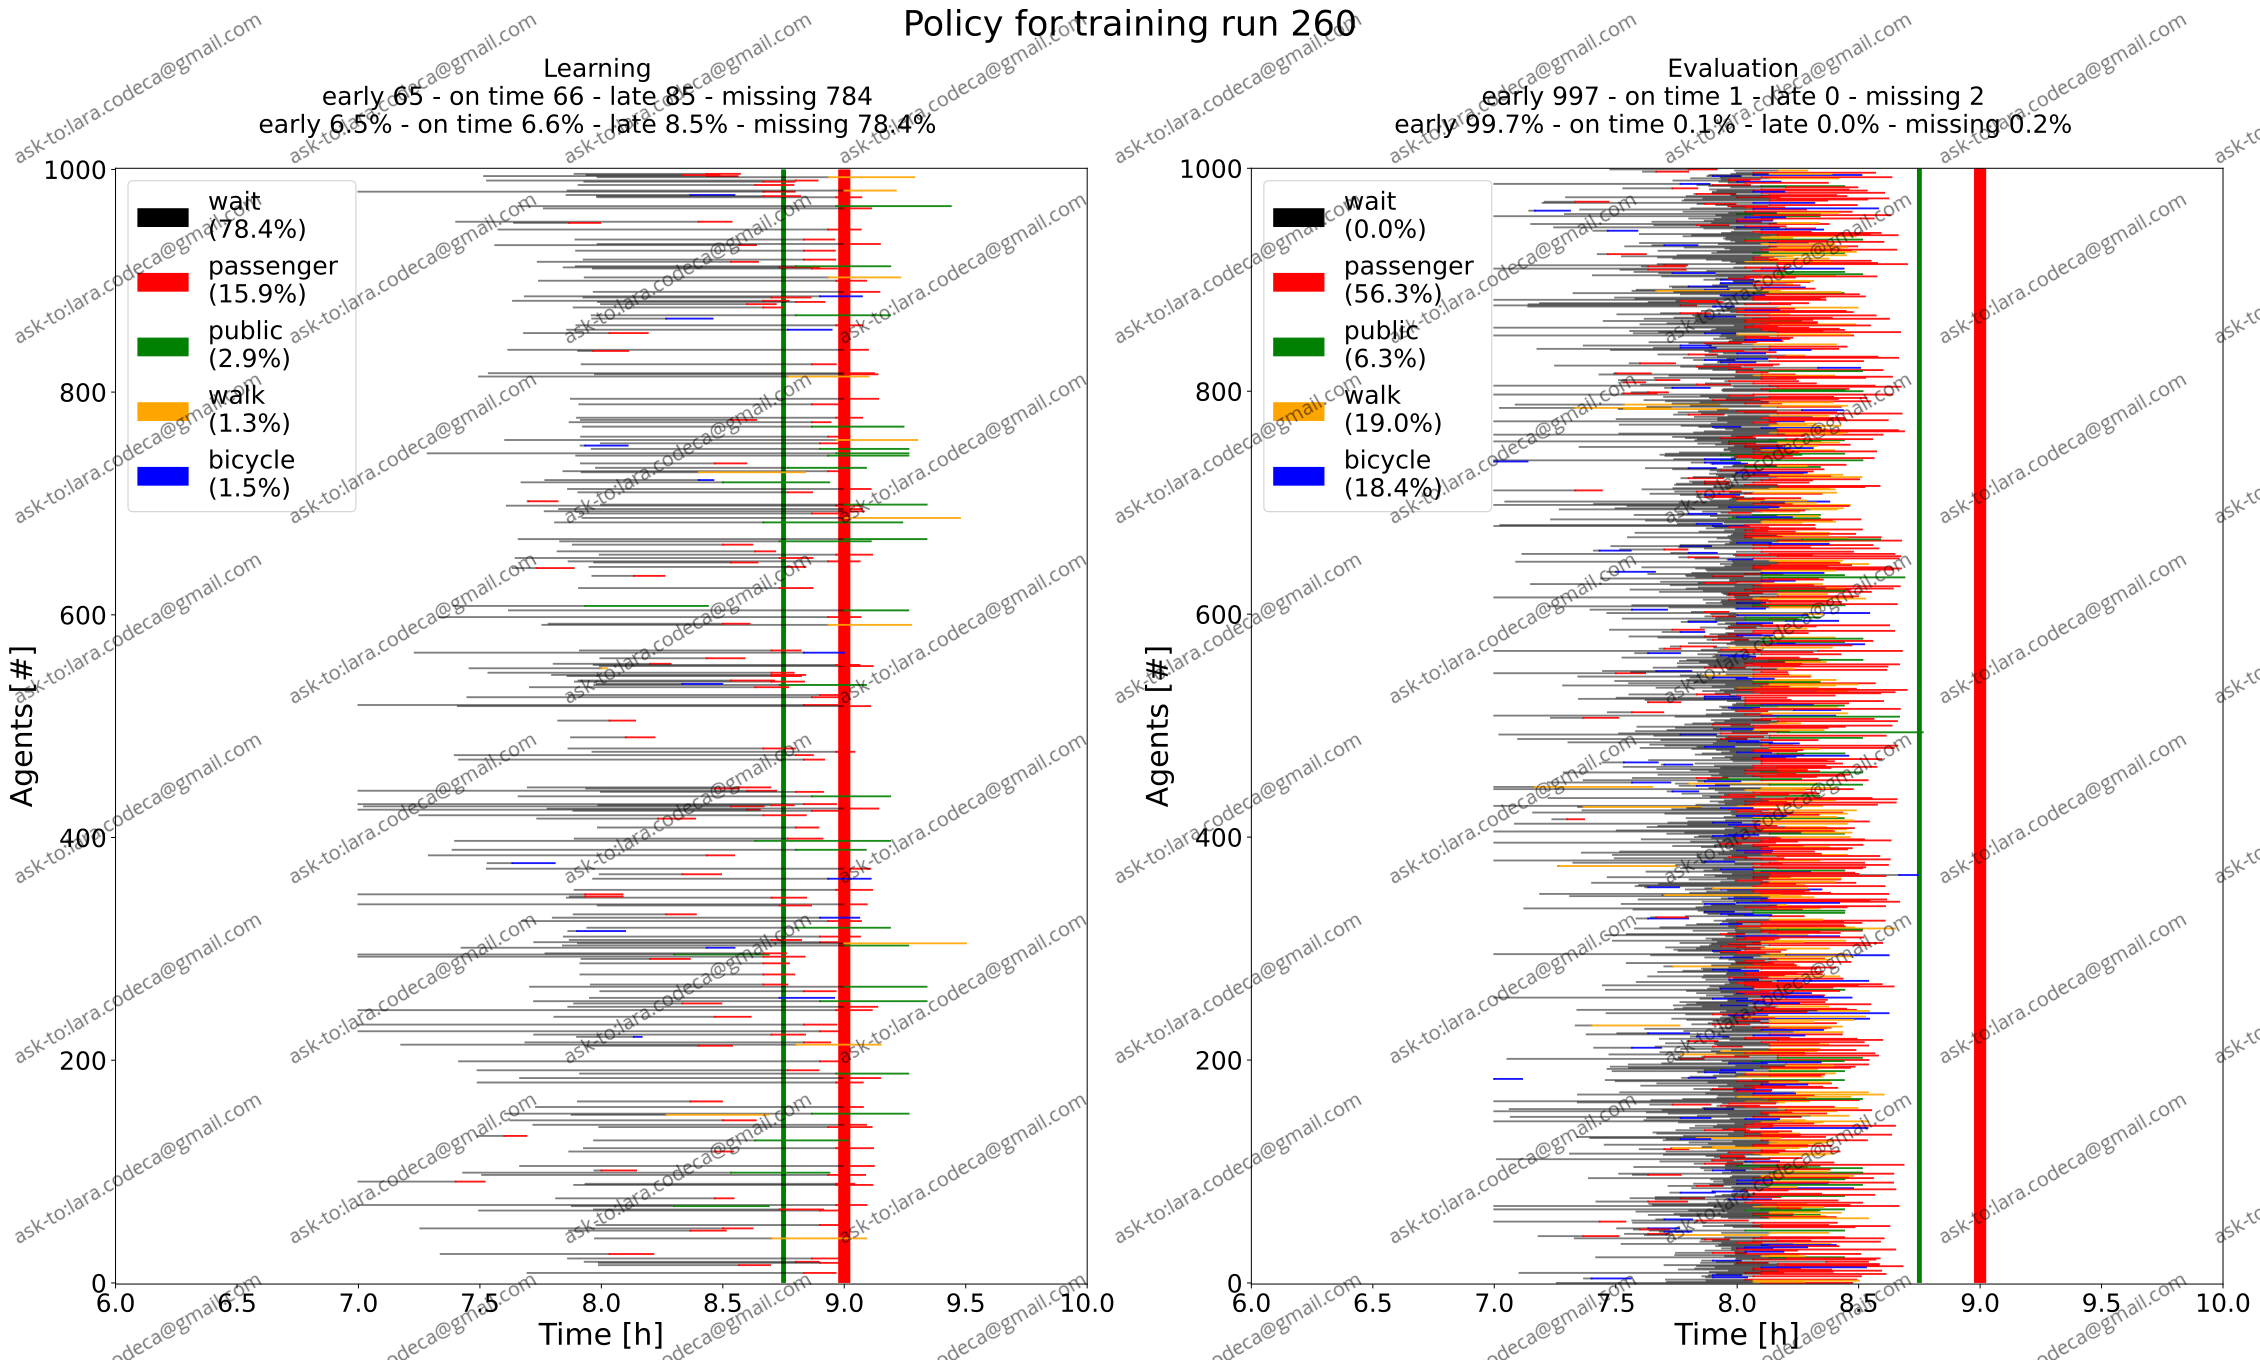 Policy for training run 260
Learning
early 65 - on time 66 - late 85 - missing 784
early 6.5% - on time 6.6% - late 8.5% - missing 78.4%
Agents [#]
1000
800
600
400
200
0
wait
(78.4%)
passenger
(15.9%)
public
(2.9%)
walk
(1.3%)
bicycle
(1.5%)
6.0 6.5 7.0 7.5 8.0 8.5 9.0 9.5 10.0
Time [h]
Evaluation
early 997 - on time 1 - late 0 - missing 2
early 99.7% - on time 0.1% - late 0.0% - missing 0.2%
Agents [#]
1000
800
600
400
200
0
wait
(0.0%)
passenger
(56.3%)
public
(6.3%)
walk
(19.0%)
bicycle
(18.4%)
6.0 6.5 7.0 7.5 8.0 8.5 9.0 9.5 10.0
Time [h]
ask-to:lara.codeca@gmail.com